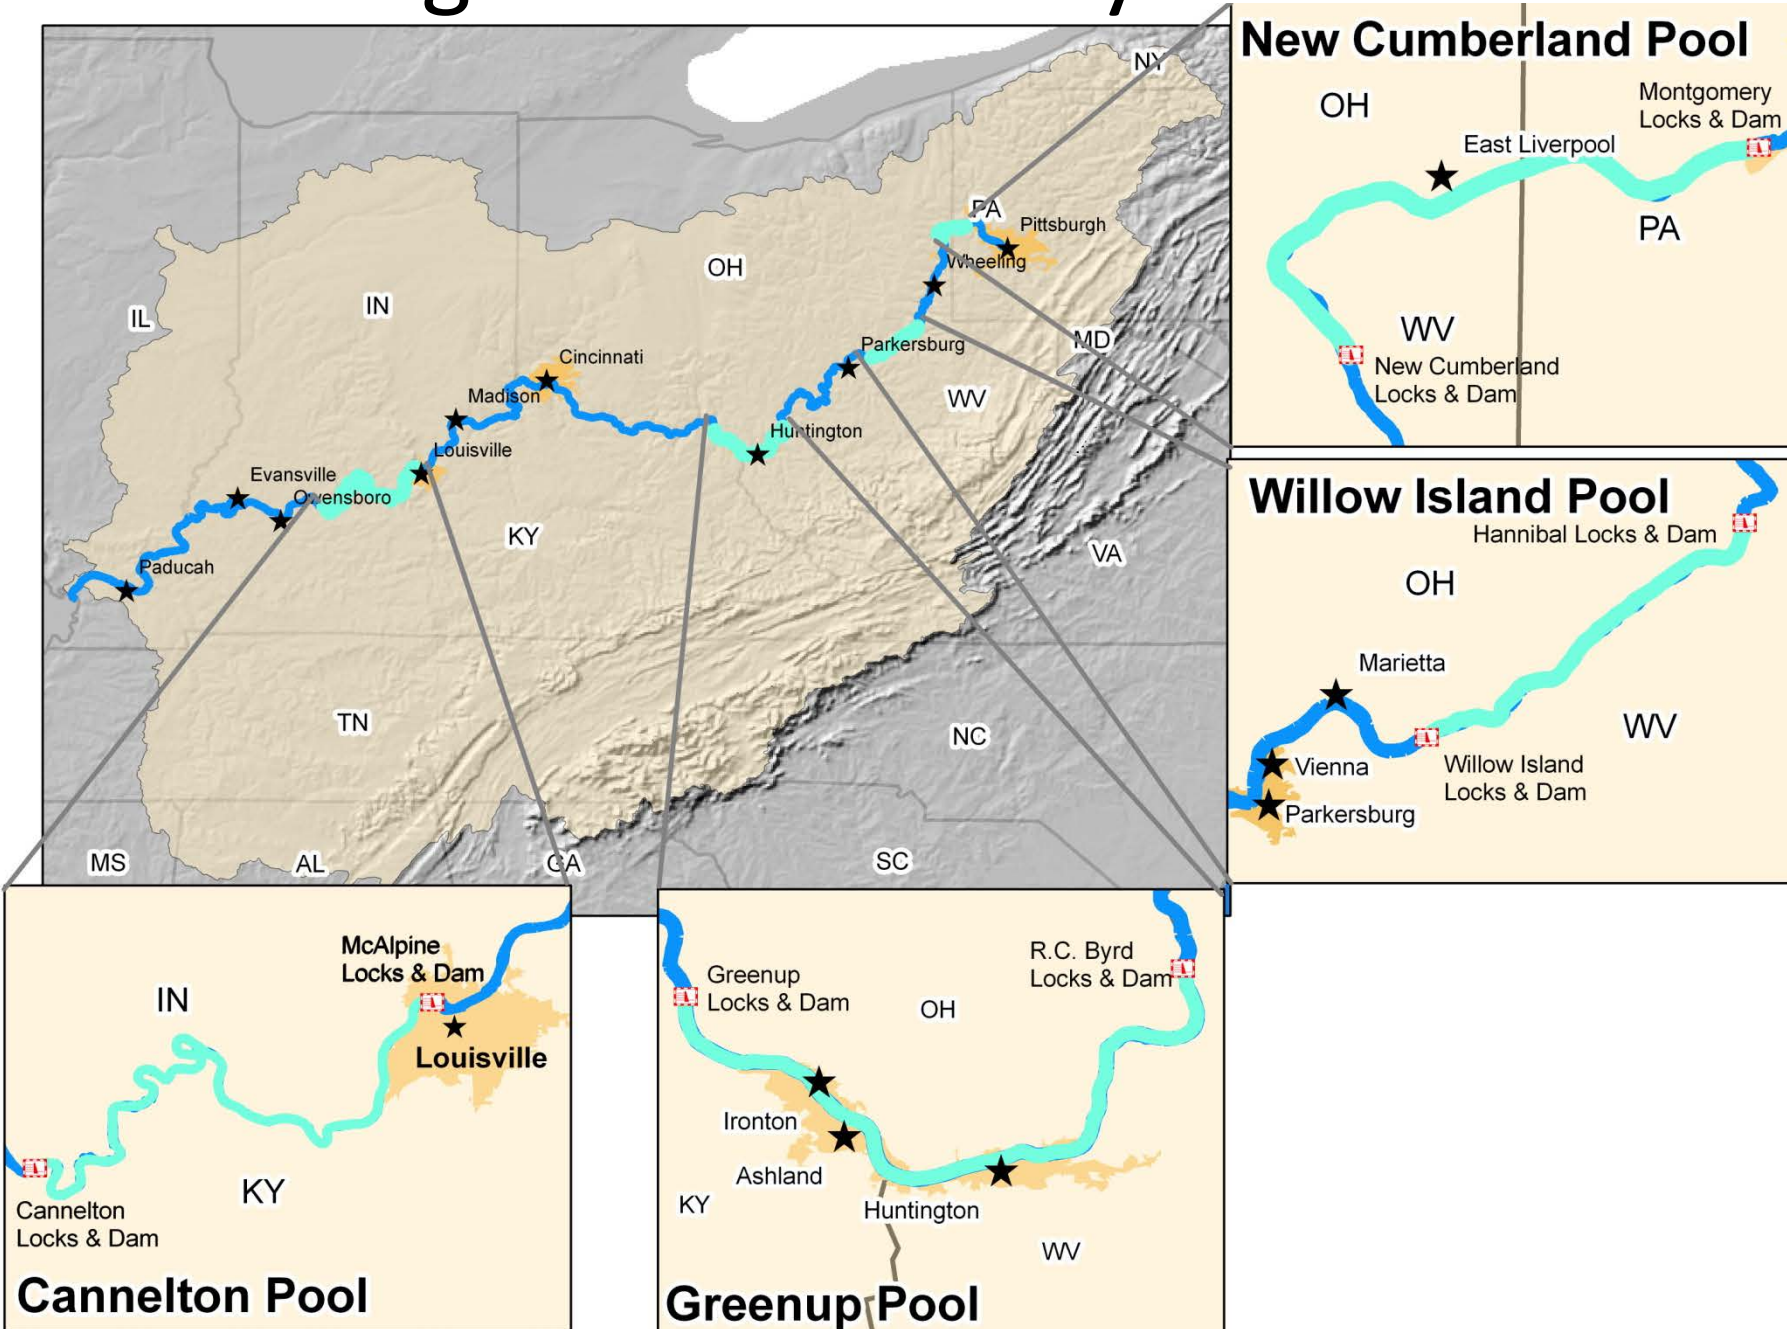 New Cumberland Pool
OH
Montgomery
Locks & Dam
East Liverpool
PA
WV
New Cumberland
Locks & Dam
NY
PA
Pittsburgh
Wheeling
OH
IN
IL
MD
Parkersburg
Cincinnati
Madison
WV
Huntington
Louisville
Evansville
Owensboro
KY
VA
Paducah
TN
NC
MS
AL
GA
SC
Willow Island Pool
Hannibal Locks & Dam
OH
Marietta
WV
Vienna
Willow Island
Locks & Dam
Parkersburg
McAlpine
Locks & Dam
IN
Louisville
KY
Cannelton
Locks & Dam
Cannelton Pool
R.C. Byrd
Locks & Dam
Greenup
Locks & Dam
OH
Ironton
Ashland
KY
Huntington
WV
Greenup Pool